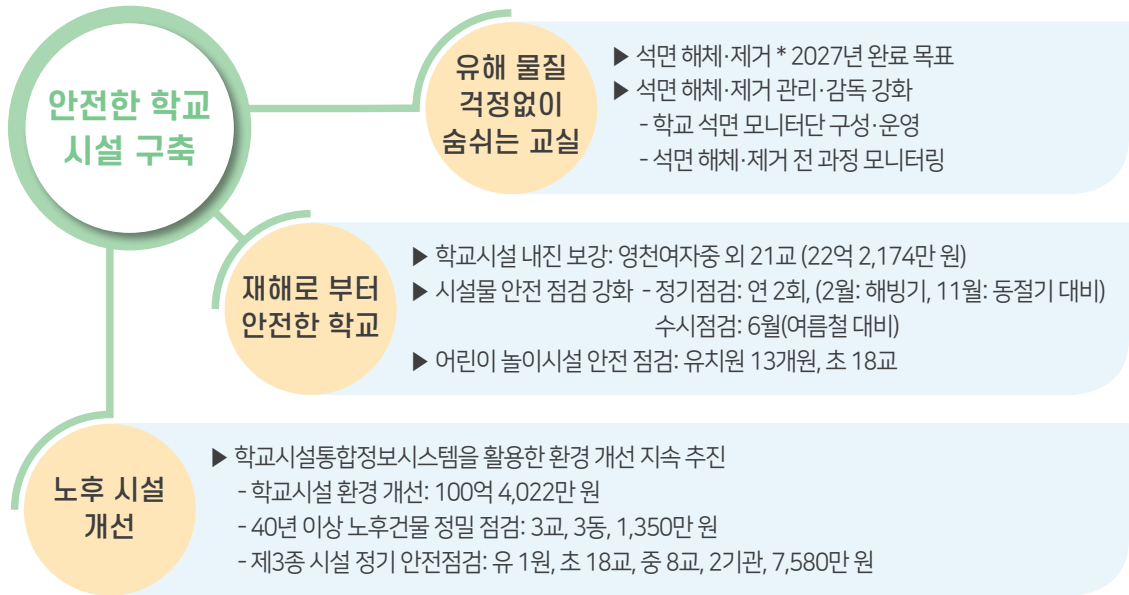 안전한 학교
시설 구축
유해 물질
걱정없이
숨쉬는 교실
▶ 석면 해체·제거 * 2027년 완료 목표
▶ 석면 해체·제거 관리·감독 강화
- 학교 석면 모니터단 구성·운영
- 석면 해체·제거 전 과정 모니터링
재해로 부터
안전한 학교
▶ 학교시설 내진 보강: 영천여자중 외 21교 (22억 2,174만 원)
▶ 시설물 안전 점검 강화 - 정기점검: 연 2회, (2월: 해빙기, 11월: 동절기 대비)
수시점검: 6월(여름철 대비)
▶ 어린이 놀이시설 안전 점검: 유치원 13개원, 초 18교
노후 시설
개선
▶ 학교시설통합정보시스템을 활용한 환경 개선 지속 추진
- 학교시설 환경 개선: 100억 4,022만 원
- 40년 이상 노후건물 정밀 점검: 3교, 3동, 1,350만 원
- 제3종 시설 정기 안전점검: 유 1원, 초 18교, 중 8교, 2기관, 7,580만 원